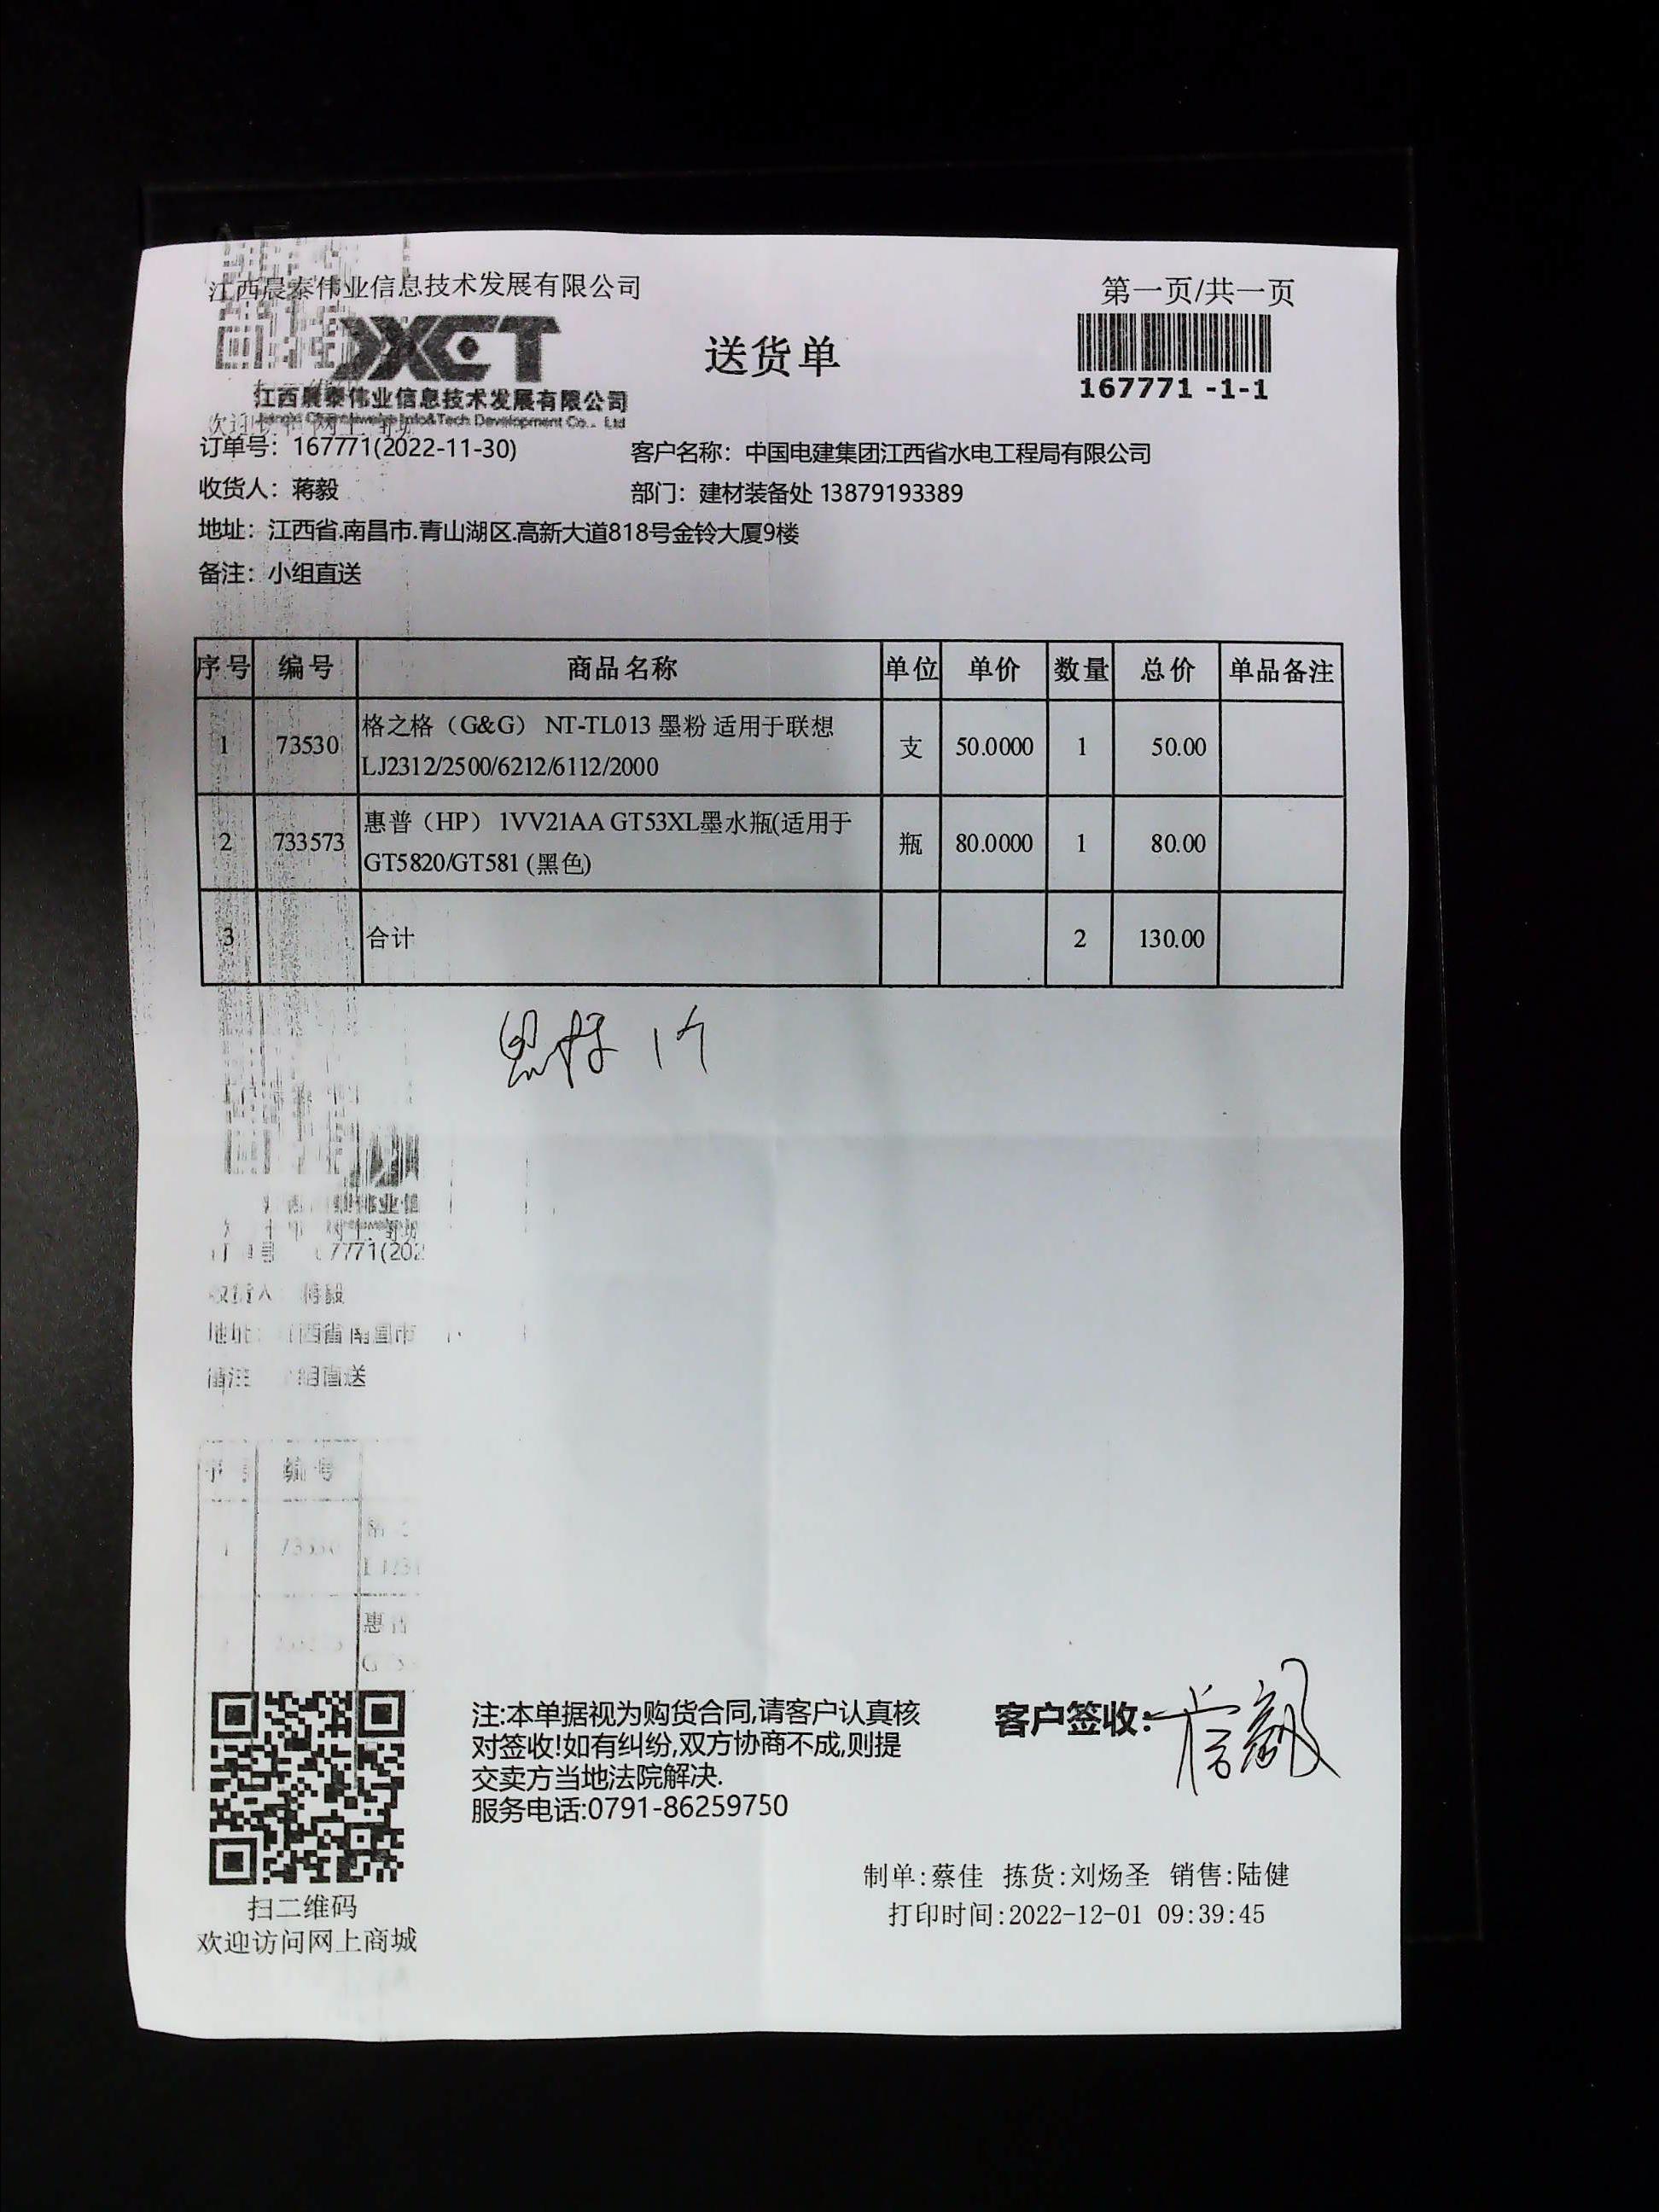 江西晨泰伟业信息技术发展有限公司
第一页/共一页
送货单
167771 -1-1
江西晨泰伟业信息技术发展有限公司
订单号：167771(2022-11-30)
客户名称：中国电建集团江西省水电工程局有限公司
收货人：蒋毅
部门：建材装备处 13879193389
地址：江西省.南昌市.青山湖区.高新大道818号金铃大厦9楼
备注：小组直送
序号 编号 商品名称 单位 单价 数量 总价 单品备注
1 73530 格之格（G&G） NT-TL013 墨粉 适用于联想 支 50.0000 1 50.00
LJ2312/2500/6212/6112/2000
2 733573 惠普（HP） 1VV21AA GT53XL墨水瓶(适用于 瓶 80.0000 1 80.00
GT5820/GT581 (黑色)
3 合计 2 130.00
7771(202
备注 组直送
编号
注:本单据视为购货合同,请客户认真核
对签收!如有纠纷,双方协商不成,则提
交卖方当地法院解决.
服务电话:0791-86259750
客户签收:
扫二维码
欢迎访问网上商城
制单:蔡佳 拣货:刘炀圣 销售:陆健
打印时间:2022-12-01 09:39:45